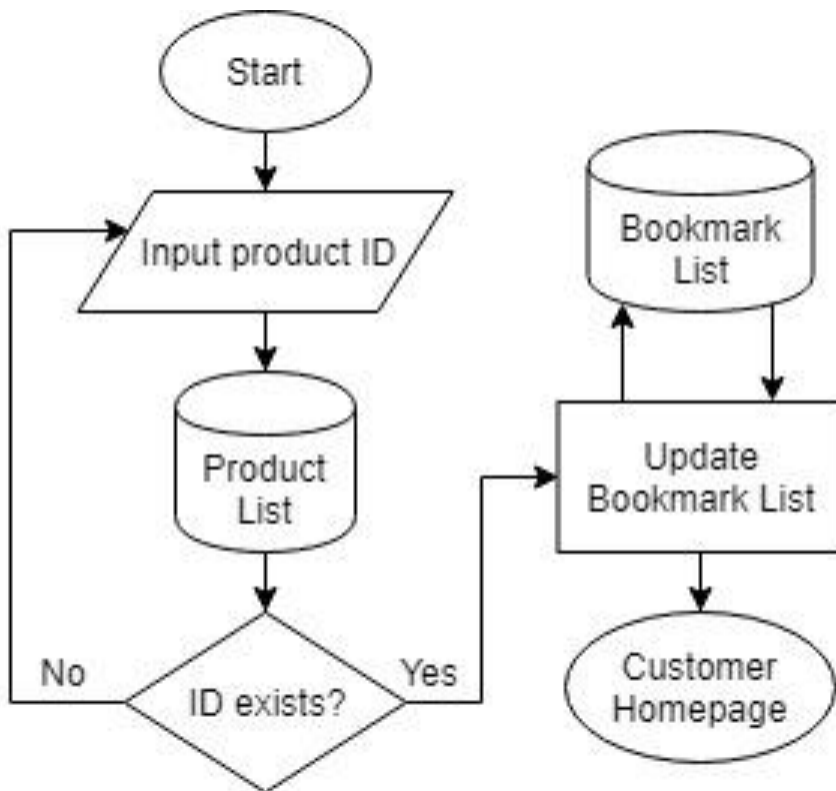 Start
Input product ID
Product
List
ID exists?
No
Yes
Bookmark
List
Update
Bookmark List
Customer
Homepage